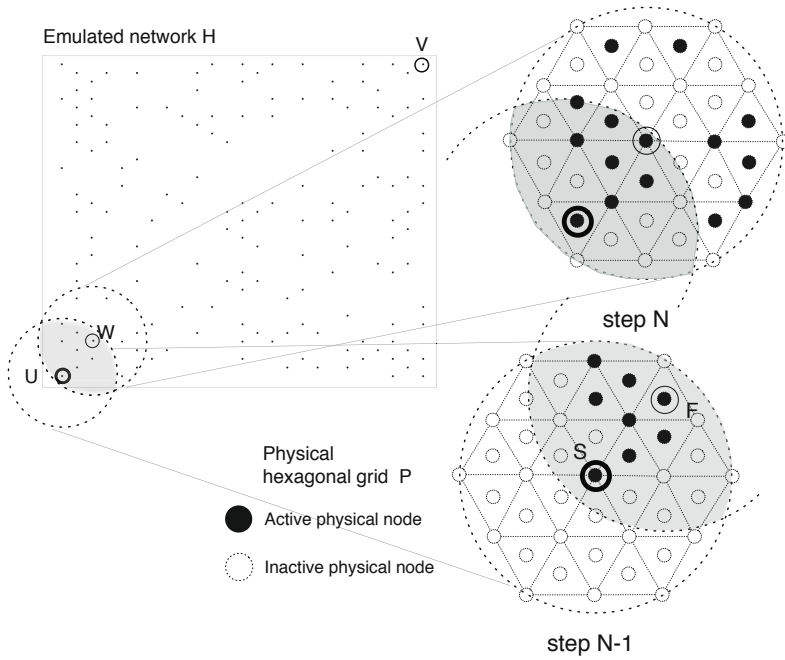 Emulated network H
V
W
U
step N
S
F
Physical
hexagonal grid P
Active physical node
Inactive physical node
step N-1